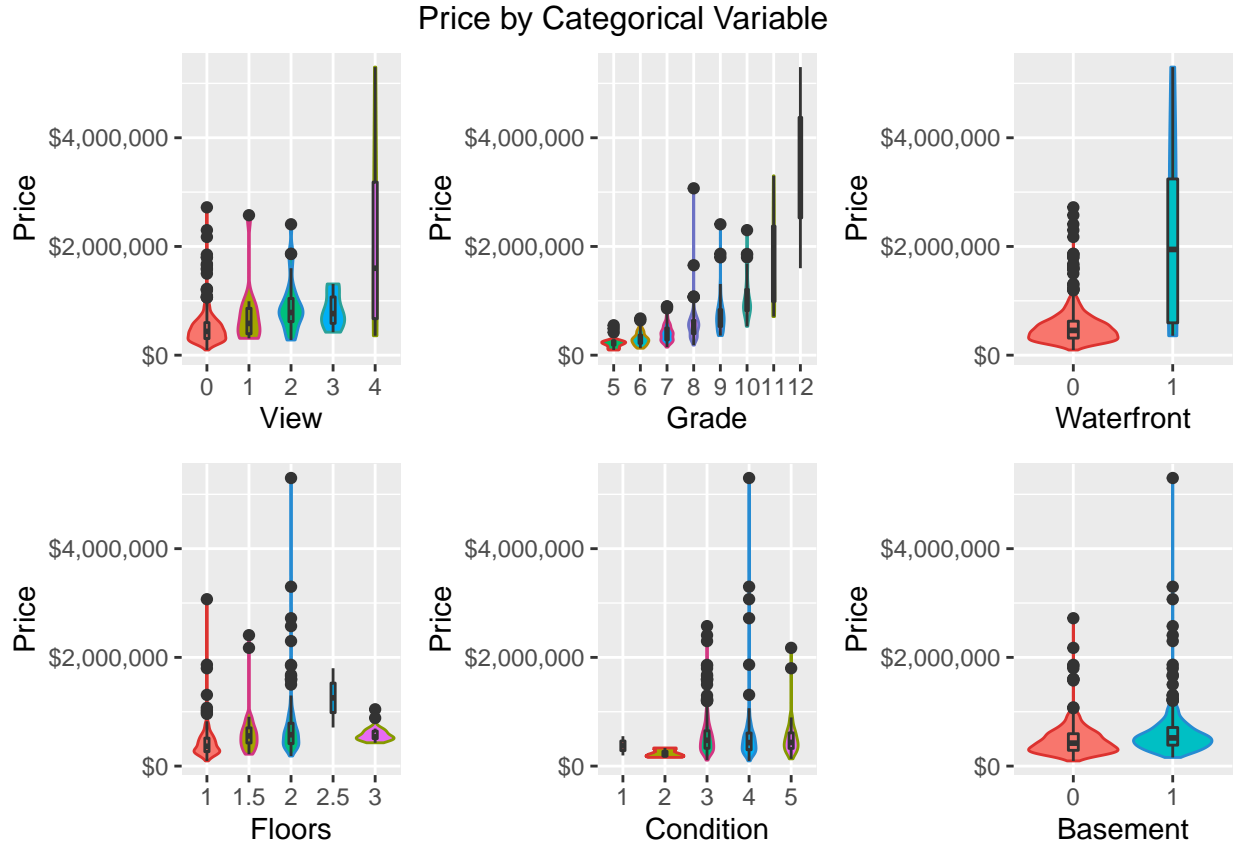 Price by Categorical Variable
Price
$4,000,000
$2,000,000
$0
0 1 2 3 4
View
Price
$4,000,000
$2,000,000
$0
5 6 7 8 9 10 11 12
Grade
Price
$4,000,000
$2,000,000
$0
0 1
Waterfront
Price
$4,000,000
$2,000,000
$0
1 1.5 2 2.5 3
Floors
Price
$4,000,000
$2,000,000
$0
1 2 3 4 5
Condition
Price
$4,000,000
$2,000,000
$0
0 1
Basement